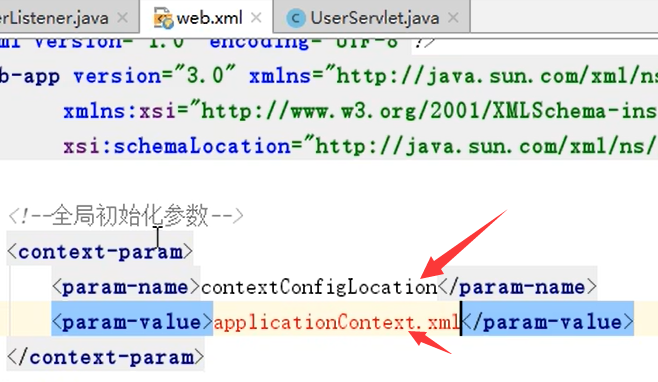 erListener.java × web.xml × C UserServlet.java ×
ml version="1.0" encoding="UTF-8"?>
b-app version="3.0" xmlns="http://java.sun.com/xml/ns
xmlns:xsi="http://www.w3.org/2001/XMLSchema-ins
xsi:schemaLocation="http://java.sun.com/xml/ns/
<!--全局初始化参数-->
<context-param>
<param-name>contextConfigLocation</param-name>
<param-value>applicationContext.xml</param-value>
</context-param>